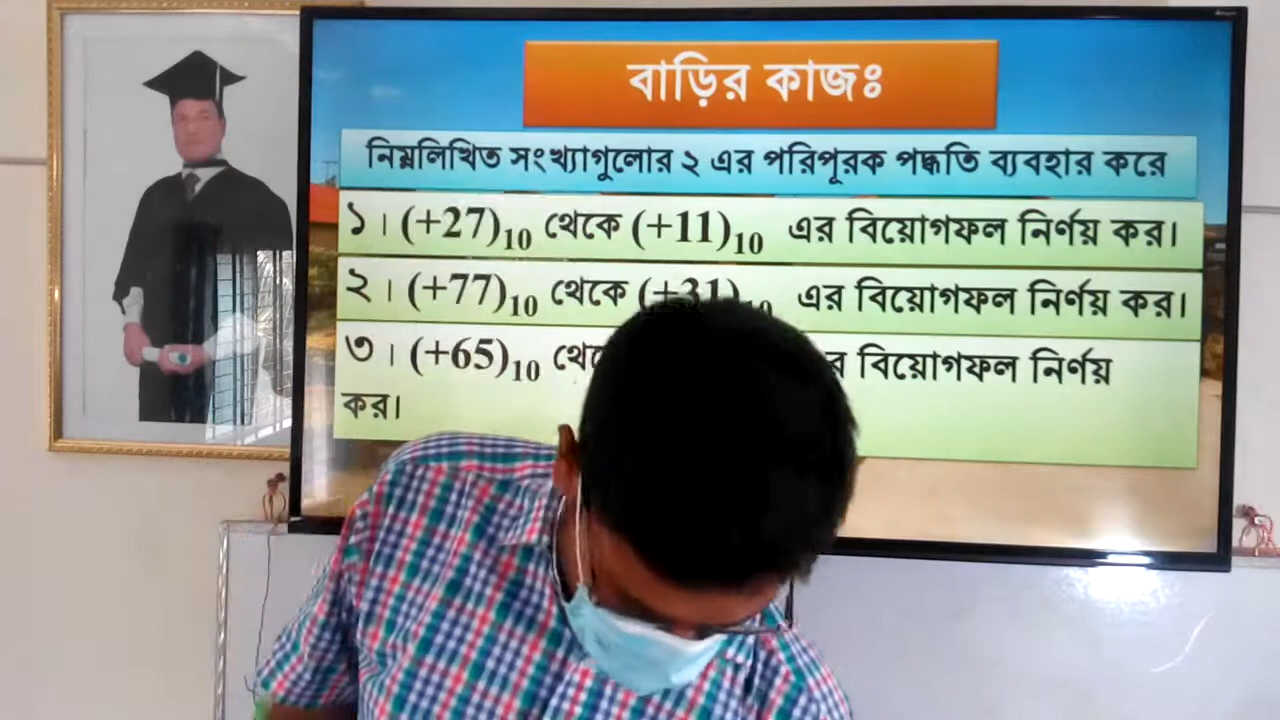 বাড়ির কাজঃ
নিম্নলিখিত সংখ্যাগুলোর ২ এর পরিপূরক পদ্ধতি ব্যবহার করে
১। (+27)₁₀ থেকে (+11)₁₀ এর বিয়োগফল নির্ণয় কর।
২। (+77)₁₀ থেকে (+31) এর বিয়োগফল নির্ণয় কর।
৩। (+65)₁₀ বিয়োগফল নির্ণয়
কর।